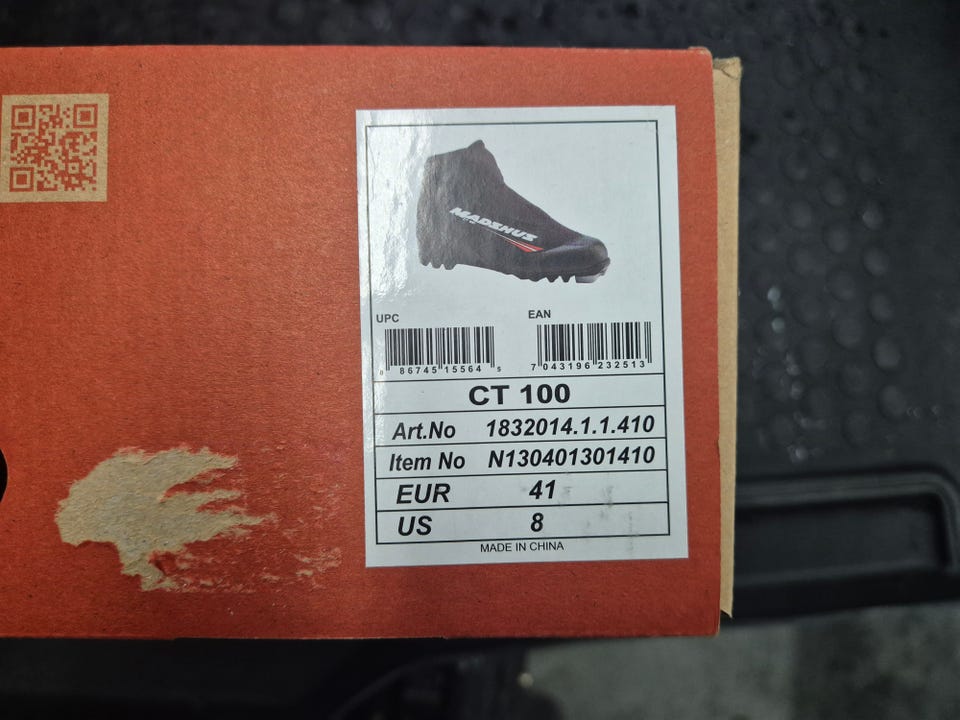 MADSHUS
UPC
EAN
8 86745 15564 5
7 043196 232513
CT 100
Art.No 1832014.1.1.410
Item No N130401301410
EUR 41
US 8
MADE IN CHINA